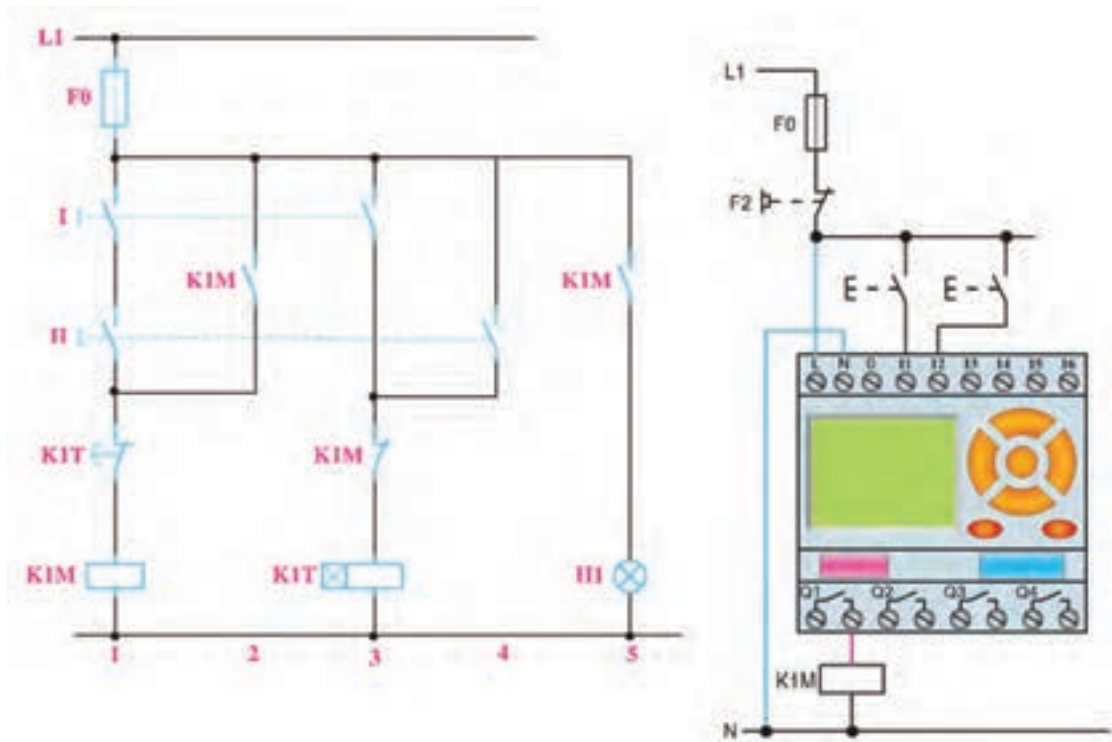 L1
F0
I
K1M
K1M
II
K1T
K1M
K1M
K1T
H1
1 2 3 4 5
L1
F0
F2
E E
L N I1 I2 I3 I4 I5 I6
Q1 Q2 Q3 Q4
K1M
N